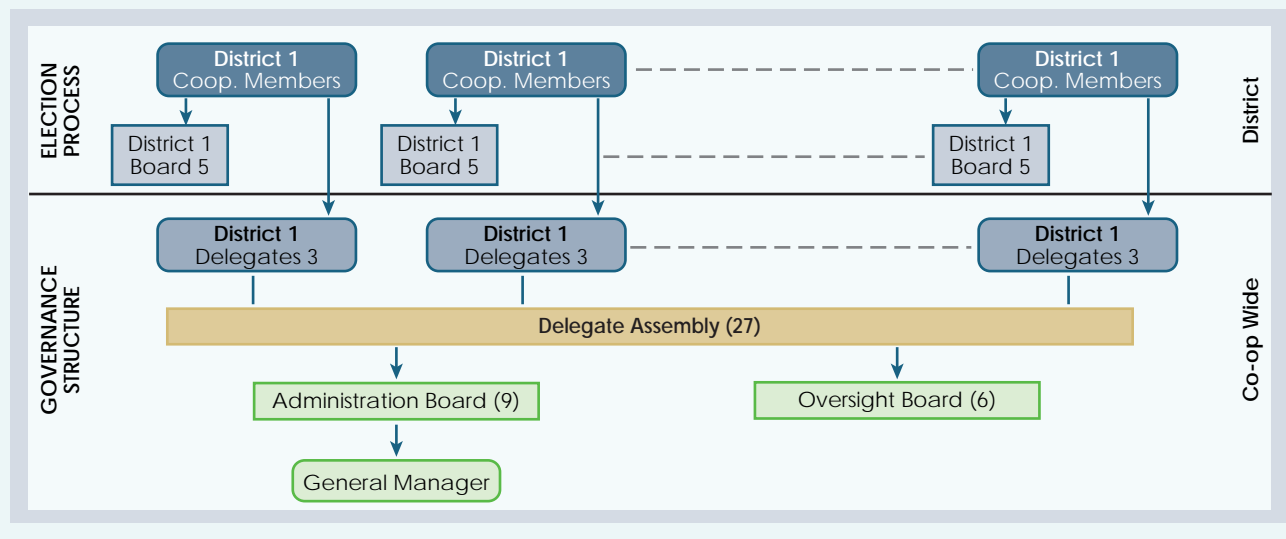 ELECTION
PROCESS
District 1
Coop. Members
District 1
Coop. Members
District 1
Coop. Members
District 1
Board 5
District 1
Board 5
District 1
Board 5
District
GOVERNANCE
STRUCTURE
District 1
Delegates 3
District 1
Delegates 3
District 1
Delegates 3
Delegate Assembly (27)
Administration Board (9)
Oversight Board (6)
General Manager
Co-op Wide